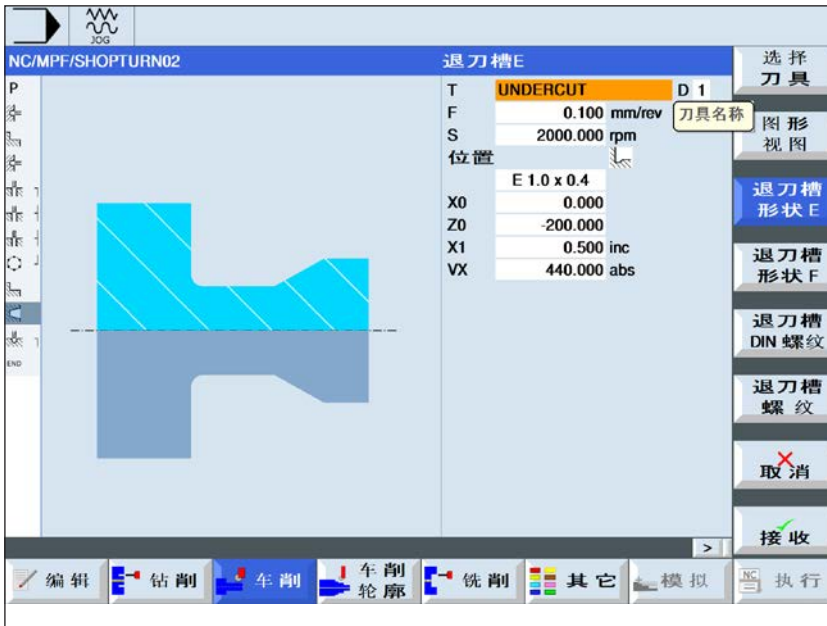 JOG
NC/MPF/SHOPTURN02
退刀槽E
P
END
T UNDERCUT D 1
F 0.100 mm/rev
刀具名称
S 2000.000 rpm
位置
E 1.0 x 0.4
X0 0.000
Z0 -200.000
X1 0.500 inc
VX 440.000 abs
选择
刀具
图形
视图
退刀槽
形状 E
退刀槽
形状 F
退刀槽
DIN 螺纹
退刀槽
螺纹
取消
接收
>
编辑
钻削
车削
车削
轮廓
铣削
其它
模拟
NC
执行